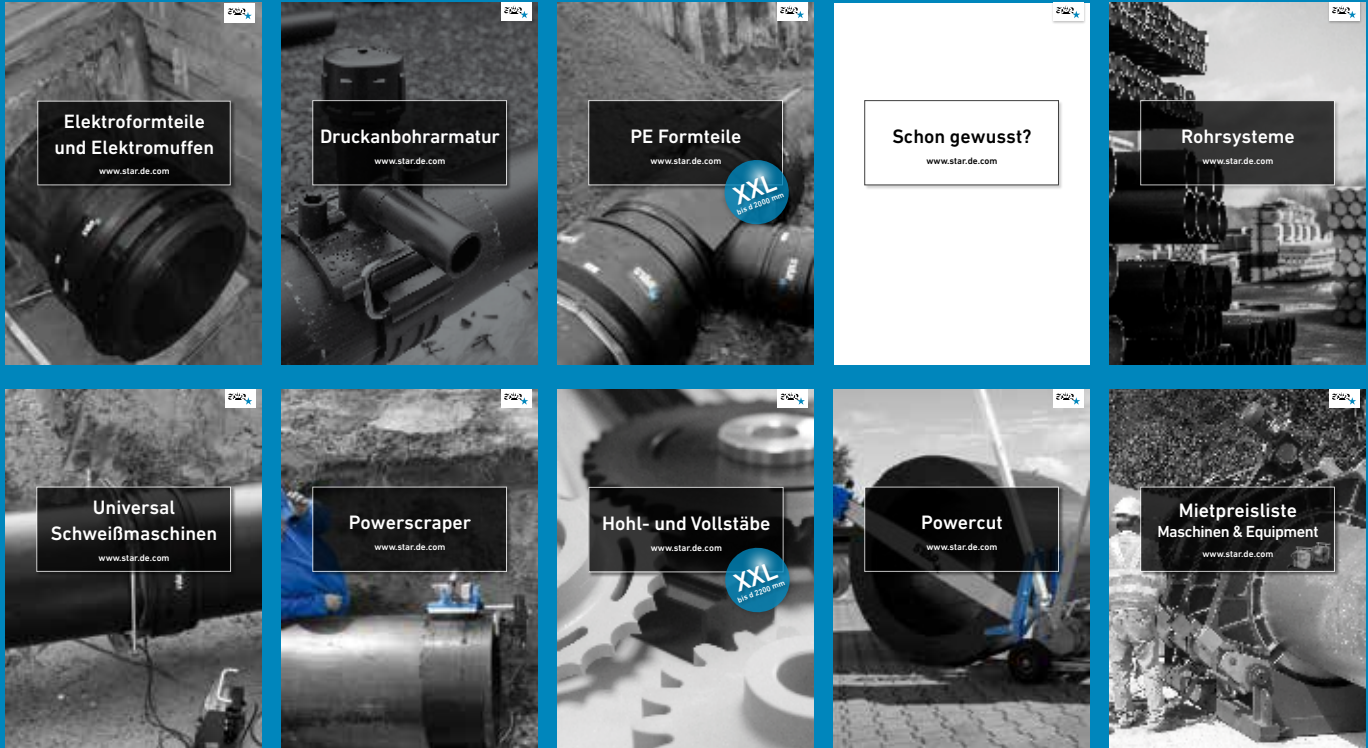 Elektroformteile
und Elektromuffen
www.star.de.com
Druckanbohrarmatur
www.star.de.com
PE Formteile
www.star.de.com
XXL
bis d 2000 mm
Schon gewusst?
www.star.de.com
Rohrsysteme
www.star.de.com
Universal
Schweißmaschinen
www.star.de.com
Powerscraper
www.star.de.com
Hohl- und Vollstäbe
www.star.de.com
XXL
bis d 2200 mm
Powercut
www.star.de.com
Mietpreisliste
Maschinen & Equipment
www.star.de.com